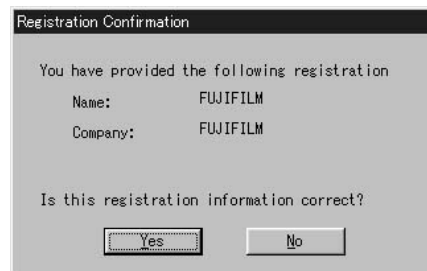 Registration Confirmation
You have provided the following registration
Name: FUJIFILM
Company: FUJIFILM
Is this registration information correct?
Yes No